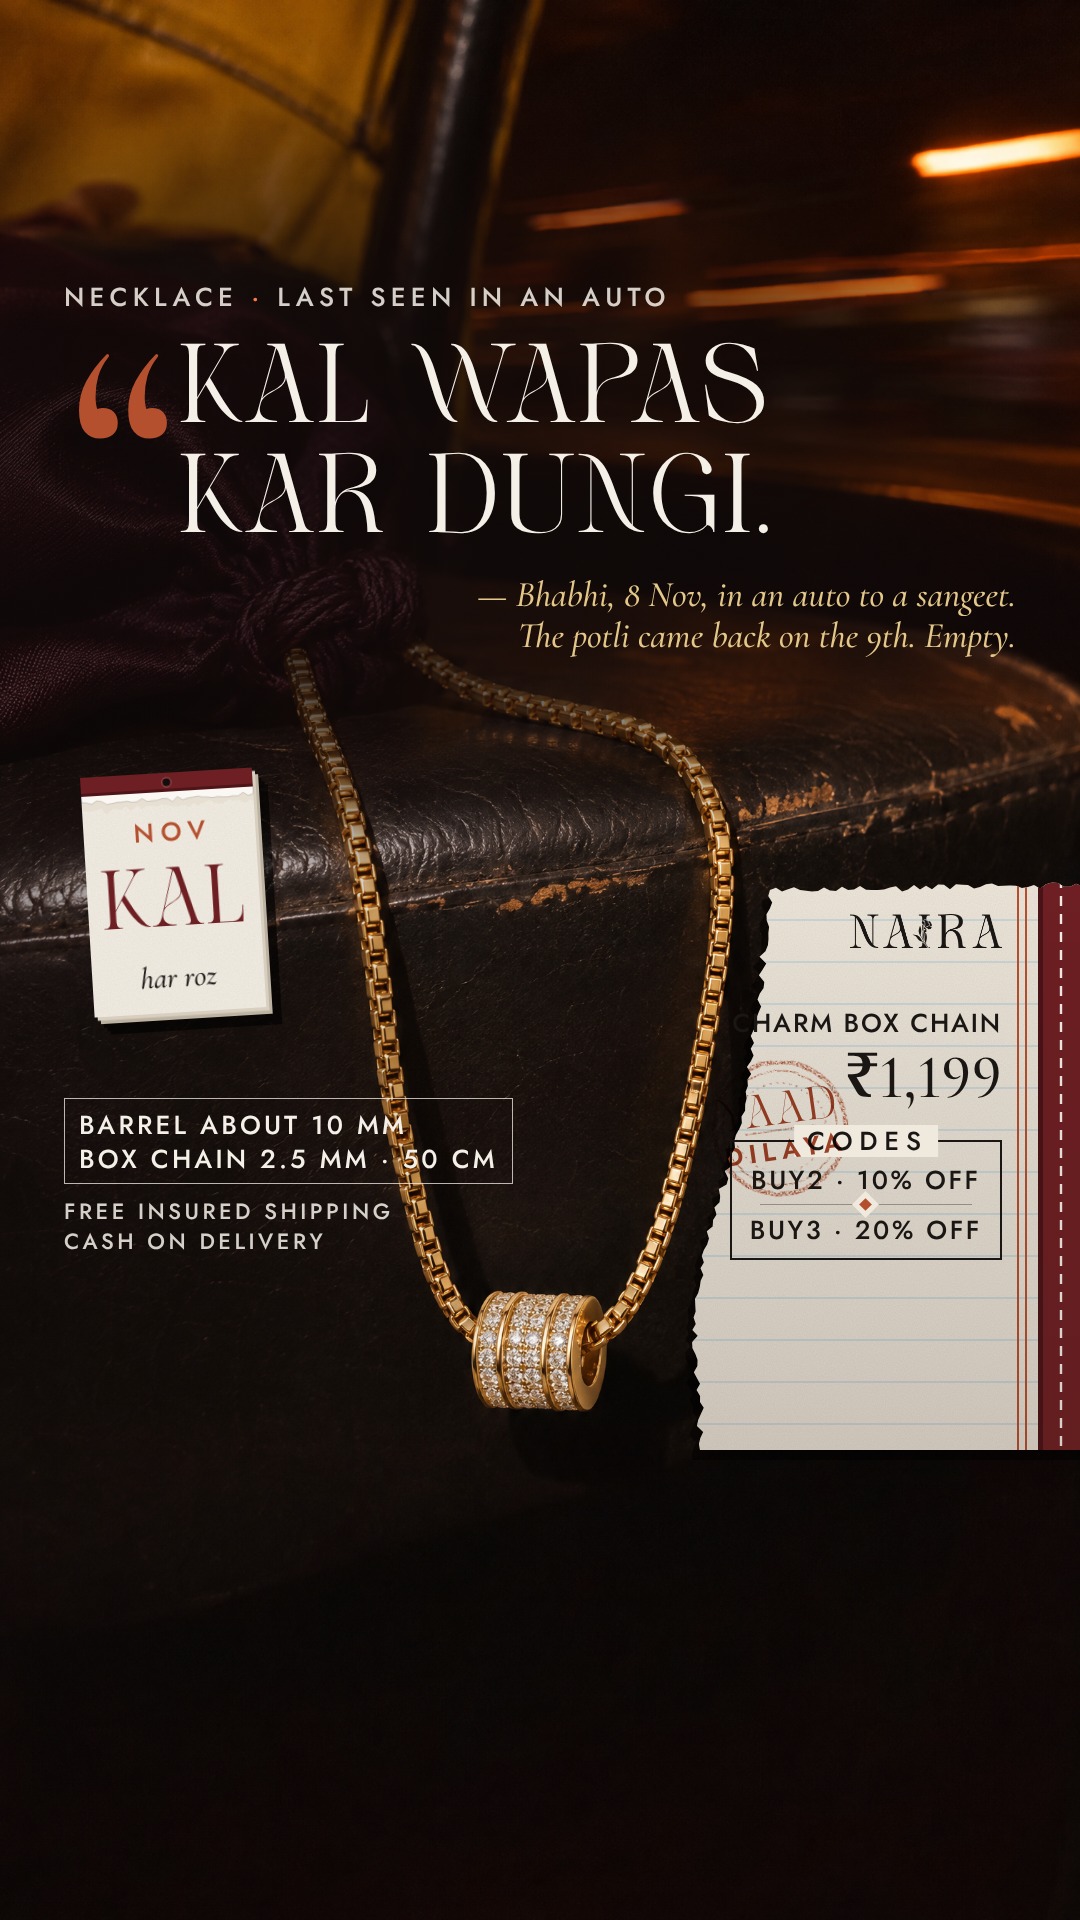 NECKLACE · LAST SEEN IN AN AUTO
“KAL WAPAS
KAR DUNGI.
— Bhabhi, 8 Nov, in an auto to a sangeet.
The potli came back on the 9th. Empty.
NOV
KAL
har roz
NAIRA
CHARM BOX CHAIN
₹1,199
AAD
DILAYA
CODES
BUY2 · 10% OFF
BUY3 · 20% OFF
BARREL ABOUT 10 MM
BOX CHAIN 2.5 MM · 50 CM
FREE INSURED SHIPPING
CASH ON DELIVERY